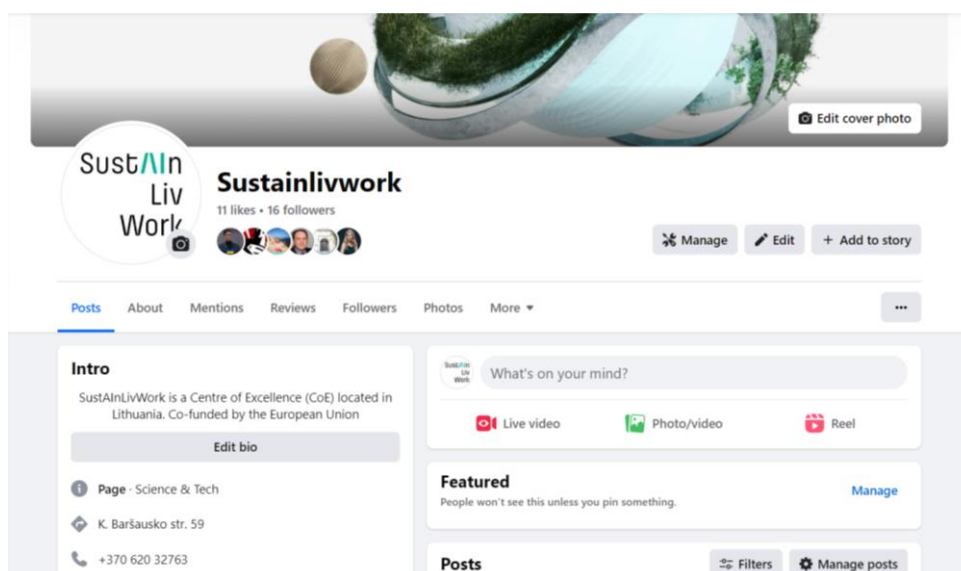 Edit cover photo
SustAIn
Liv
Work
Sustainlivwork
11 likes • 16 followers
Manage
Edit
+ Add to story
Posts
About
Mentions
Reviews
Followers
Photos
More
Intro
SustAInLivWork is a Centre of Excellence (CoE) located in
Lithuania. Co-funded by the European Union
Edit bio
Page · Science & Tech
K. Baršausko str. 59
+370 620 32763
SustAIn
Liv
Work
What's on your mind?
Live video
Photo/video
Reel
Featured
People won't see this unless you pin something.
Manage
Posts
Filters
Manage posts